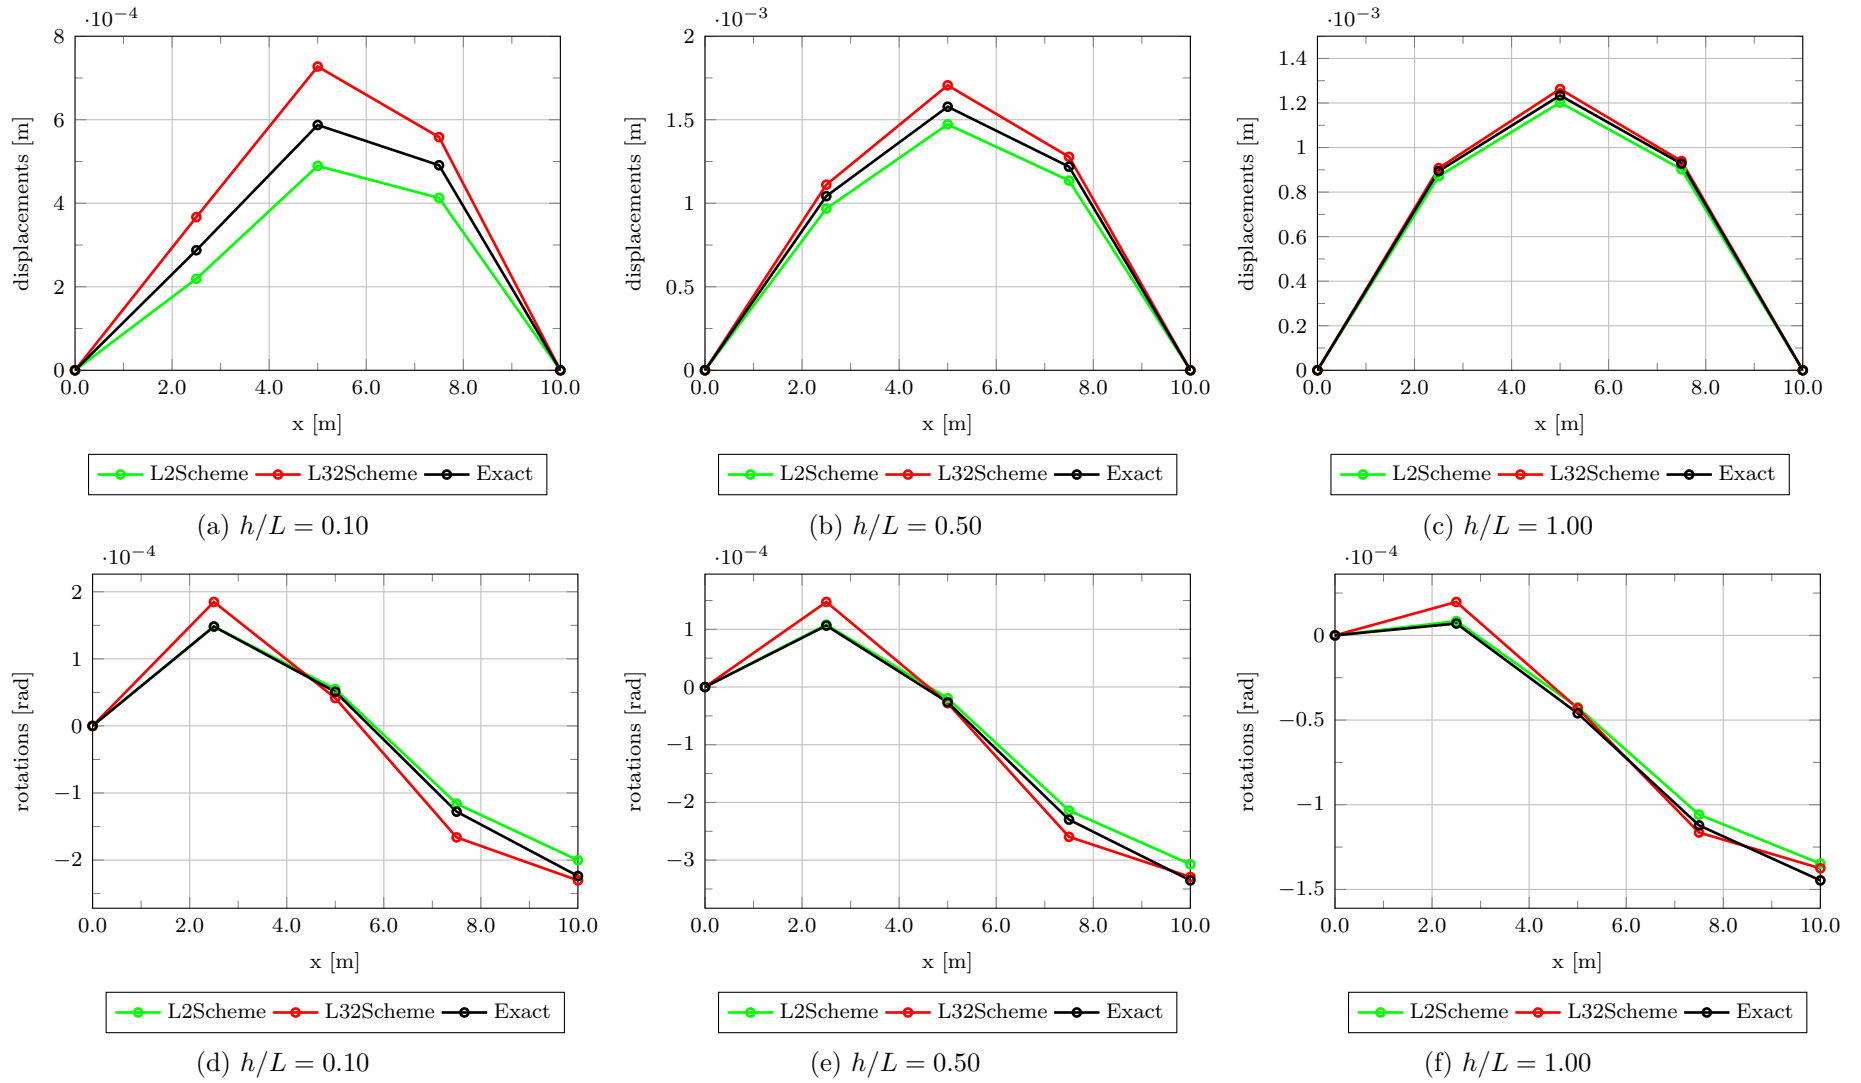 ·10−4
8
6
4
2
0
displacements [m]
0.0 2.0 4.0 6.0 8.0 10.0
x [m]
L2Scheme L32Scheme Exact
(a) h/L = 0.10
·10−3
2
1.5
1
0.5
0
displacements [m]
0.0 2.0 4.0 6.0 8.0 10.0
x [m]
L2Scheme L32Scheme Exact
(b) h/L = 0.50
·10−3
1.4
1.2
1
0.8
0.6
0.4
0.2
0
displacements [m]
0.0 2.0 4.0 6.0 8.0 10.0
x [m]
L2Scheme L32Scheme Exact
(c) h/L = 1.00
·10−4
2
1
0
−1
−2
rotations [rad]
0.0 2.0 4.0 6.0 8.0 10.0
x [m]
L2Scheme L32Scheme Exact
(d) h/L = 0.10
·10−4
1
0
−1
−2
−3
rotations [rad]
0.0 2.0 4.0 6.0 8.0 10.0
x [m]
L2Scheme L32Scheme Exact
(e) h/L = 0.50
·10−4
0
−0.5
−1
−1.5
rotations [rad]
0.0 2.0 4.0 6.0 8.0 10.0
x [m]
L2Scheme L32Scheme Exact
(f) h/L = 1.00